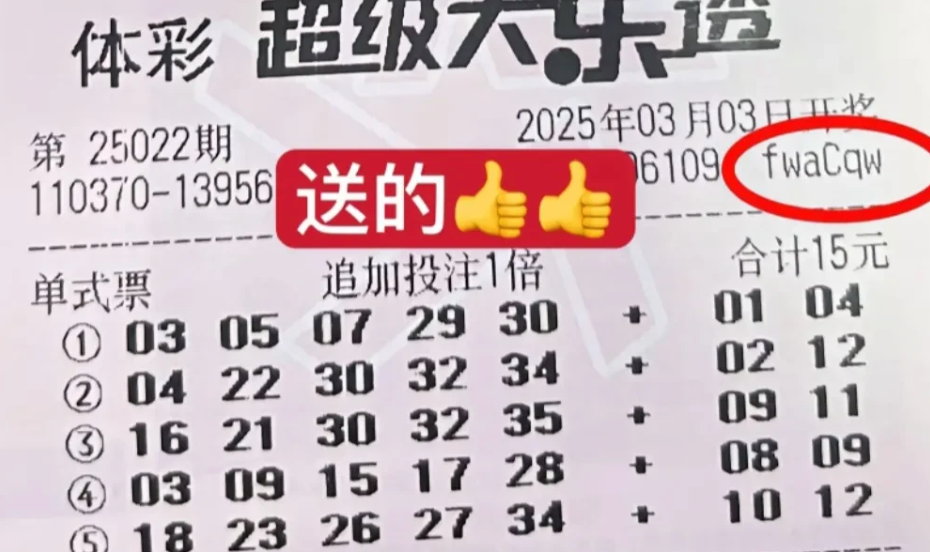 体彩 超级大乐透
第 25022期 2025年03月03日开奖
110370-13956 06109 fwaCqw
送的👍👍
单式票 追加投注1倍 合计15元
① 03 05 07 29 30 + 01 04
② 04 22 30 32 34 + 02 12
③ 16 21 30 32 35 + 09 11
④ 03 09 15 17 28 + 08 09
⑤ 18 23 26 27 34 + 10 12